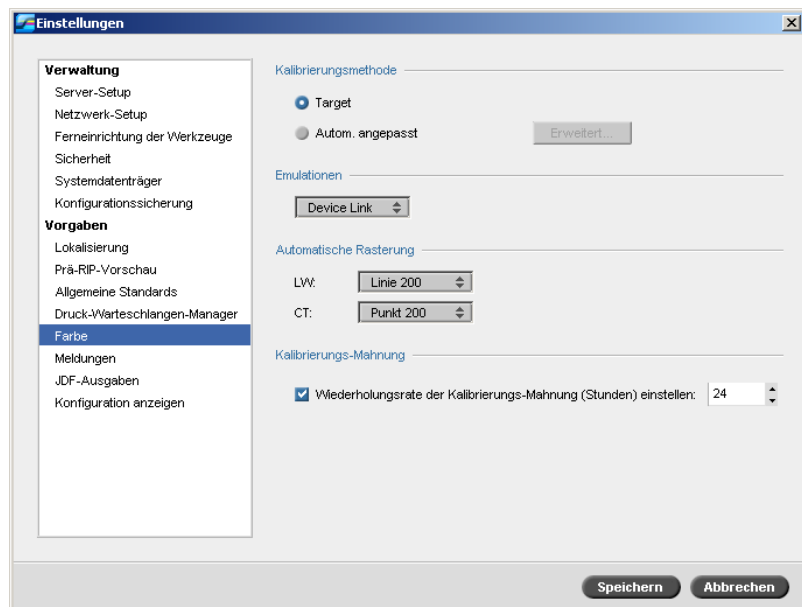 Einstellungen
Verwaltung
Server-Setup
Netzwerk-Setup
Ferneinrichtung der Werkzeuge
Sicherheit
Systemdatenträger
Konfigurationssicherung
Vorgaben
Lokalisierung
Prä-RIP-Vorschau
Allgemeine Standards
Druck-Warteschlangen-Manager
Farbe
Meldungen
JDF-Ausgaben
Konfiguration anzeigen
Kalibrierungsmethode
Target
Autom. angepasst Erweitert...
Emulationen
Device Link
Automatische Rasterung
LW: Linie 200
CT: Punkt 200
Kalibrierungs-Mahnung
Wiederholungsrate der Kalibrierungs-Mahnung (Stunden) einstellen: 24
Speichern Abbrechen